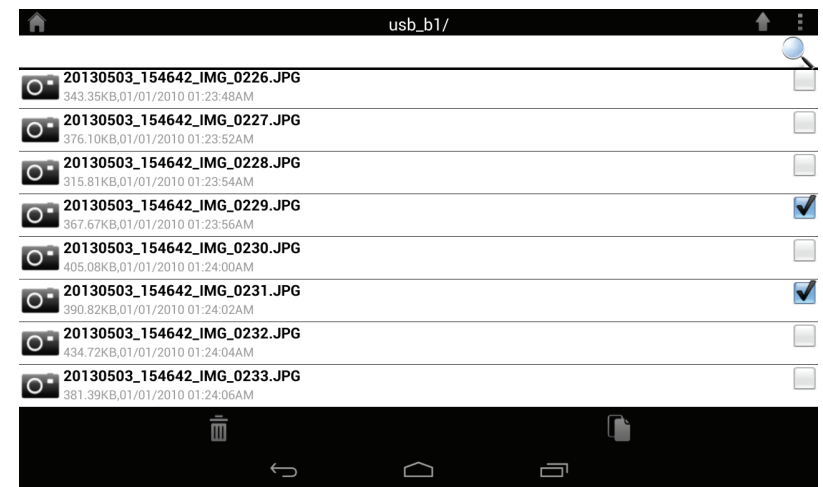 usb_b1/
20130503_154642_IMG_0226.JPG
343.35KB,01/01/2010 01:23:48AM
20130503_154642_IMG_0227.JPG
376.10KB,01/01/2010 01:23:52AM
20130503_154642_IMG_0228.JPG
315.81KB,01/01/2010 01:23:54AM
20130503_154642_IMG_0229.JPG
367.67KB,01/01/2010 01:23:56AM
20130503_154642_IMG_0230.JPG
405.08KB,01/01/2010 01:24:00AM
20130503_154642_IMG_0231.JPG
390.82KB,01/01/2010 01:24:02AM
20130503_154642_IMG_0232.JPG
434.72KB,01/01/2010 01:24:04AM
20130503_154642_IMG_0233.JPG
381.39KB,01/01/2010 01:24:06AM